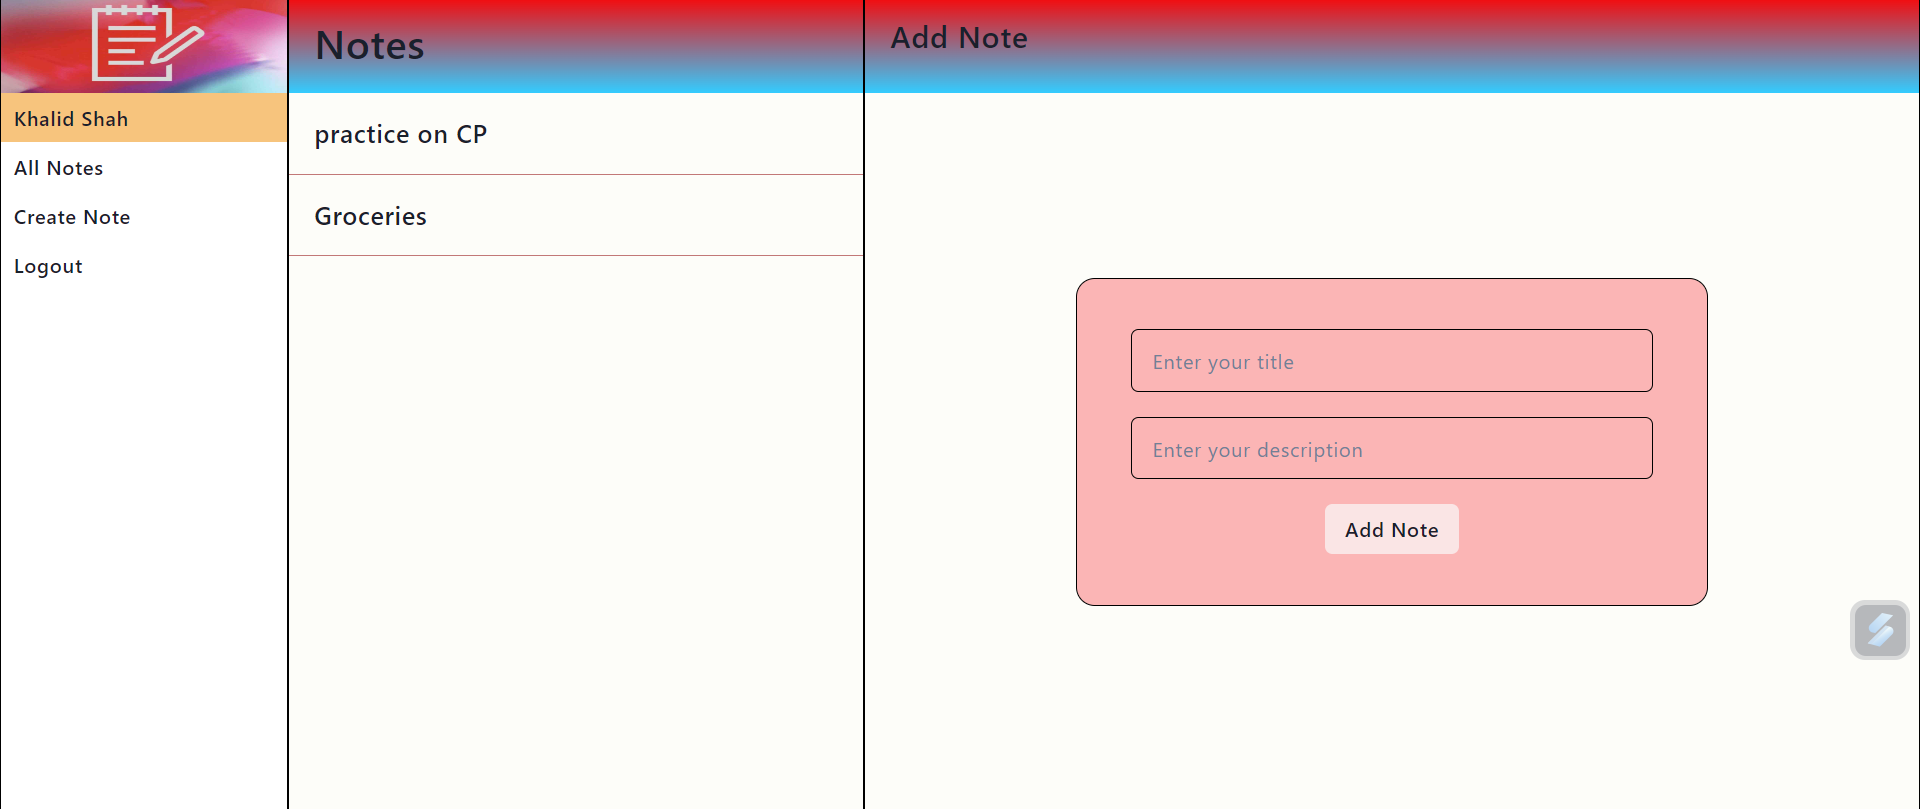 Khalid Shah
All Notes
Create Note
Logout
Notes
practice on CP
Groceries
Add Note
Enter your title
Enter your description
Add Note